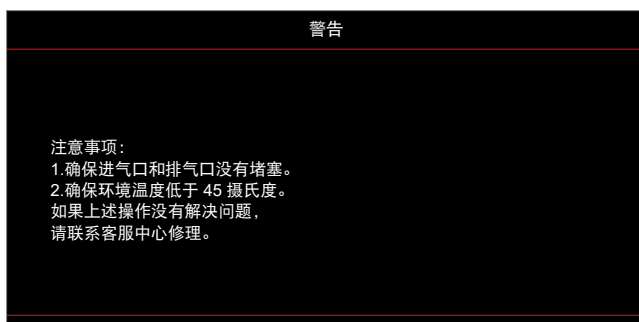 警告
注意事项：
1.确保进气口和排气口没有堵塞。
2.确保环境温度低于 45 摄氏度。
如果上述操作没有解决问题，
请联系客服中心修理。